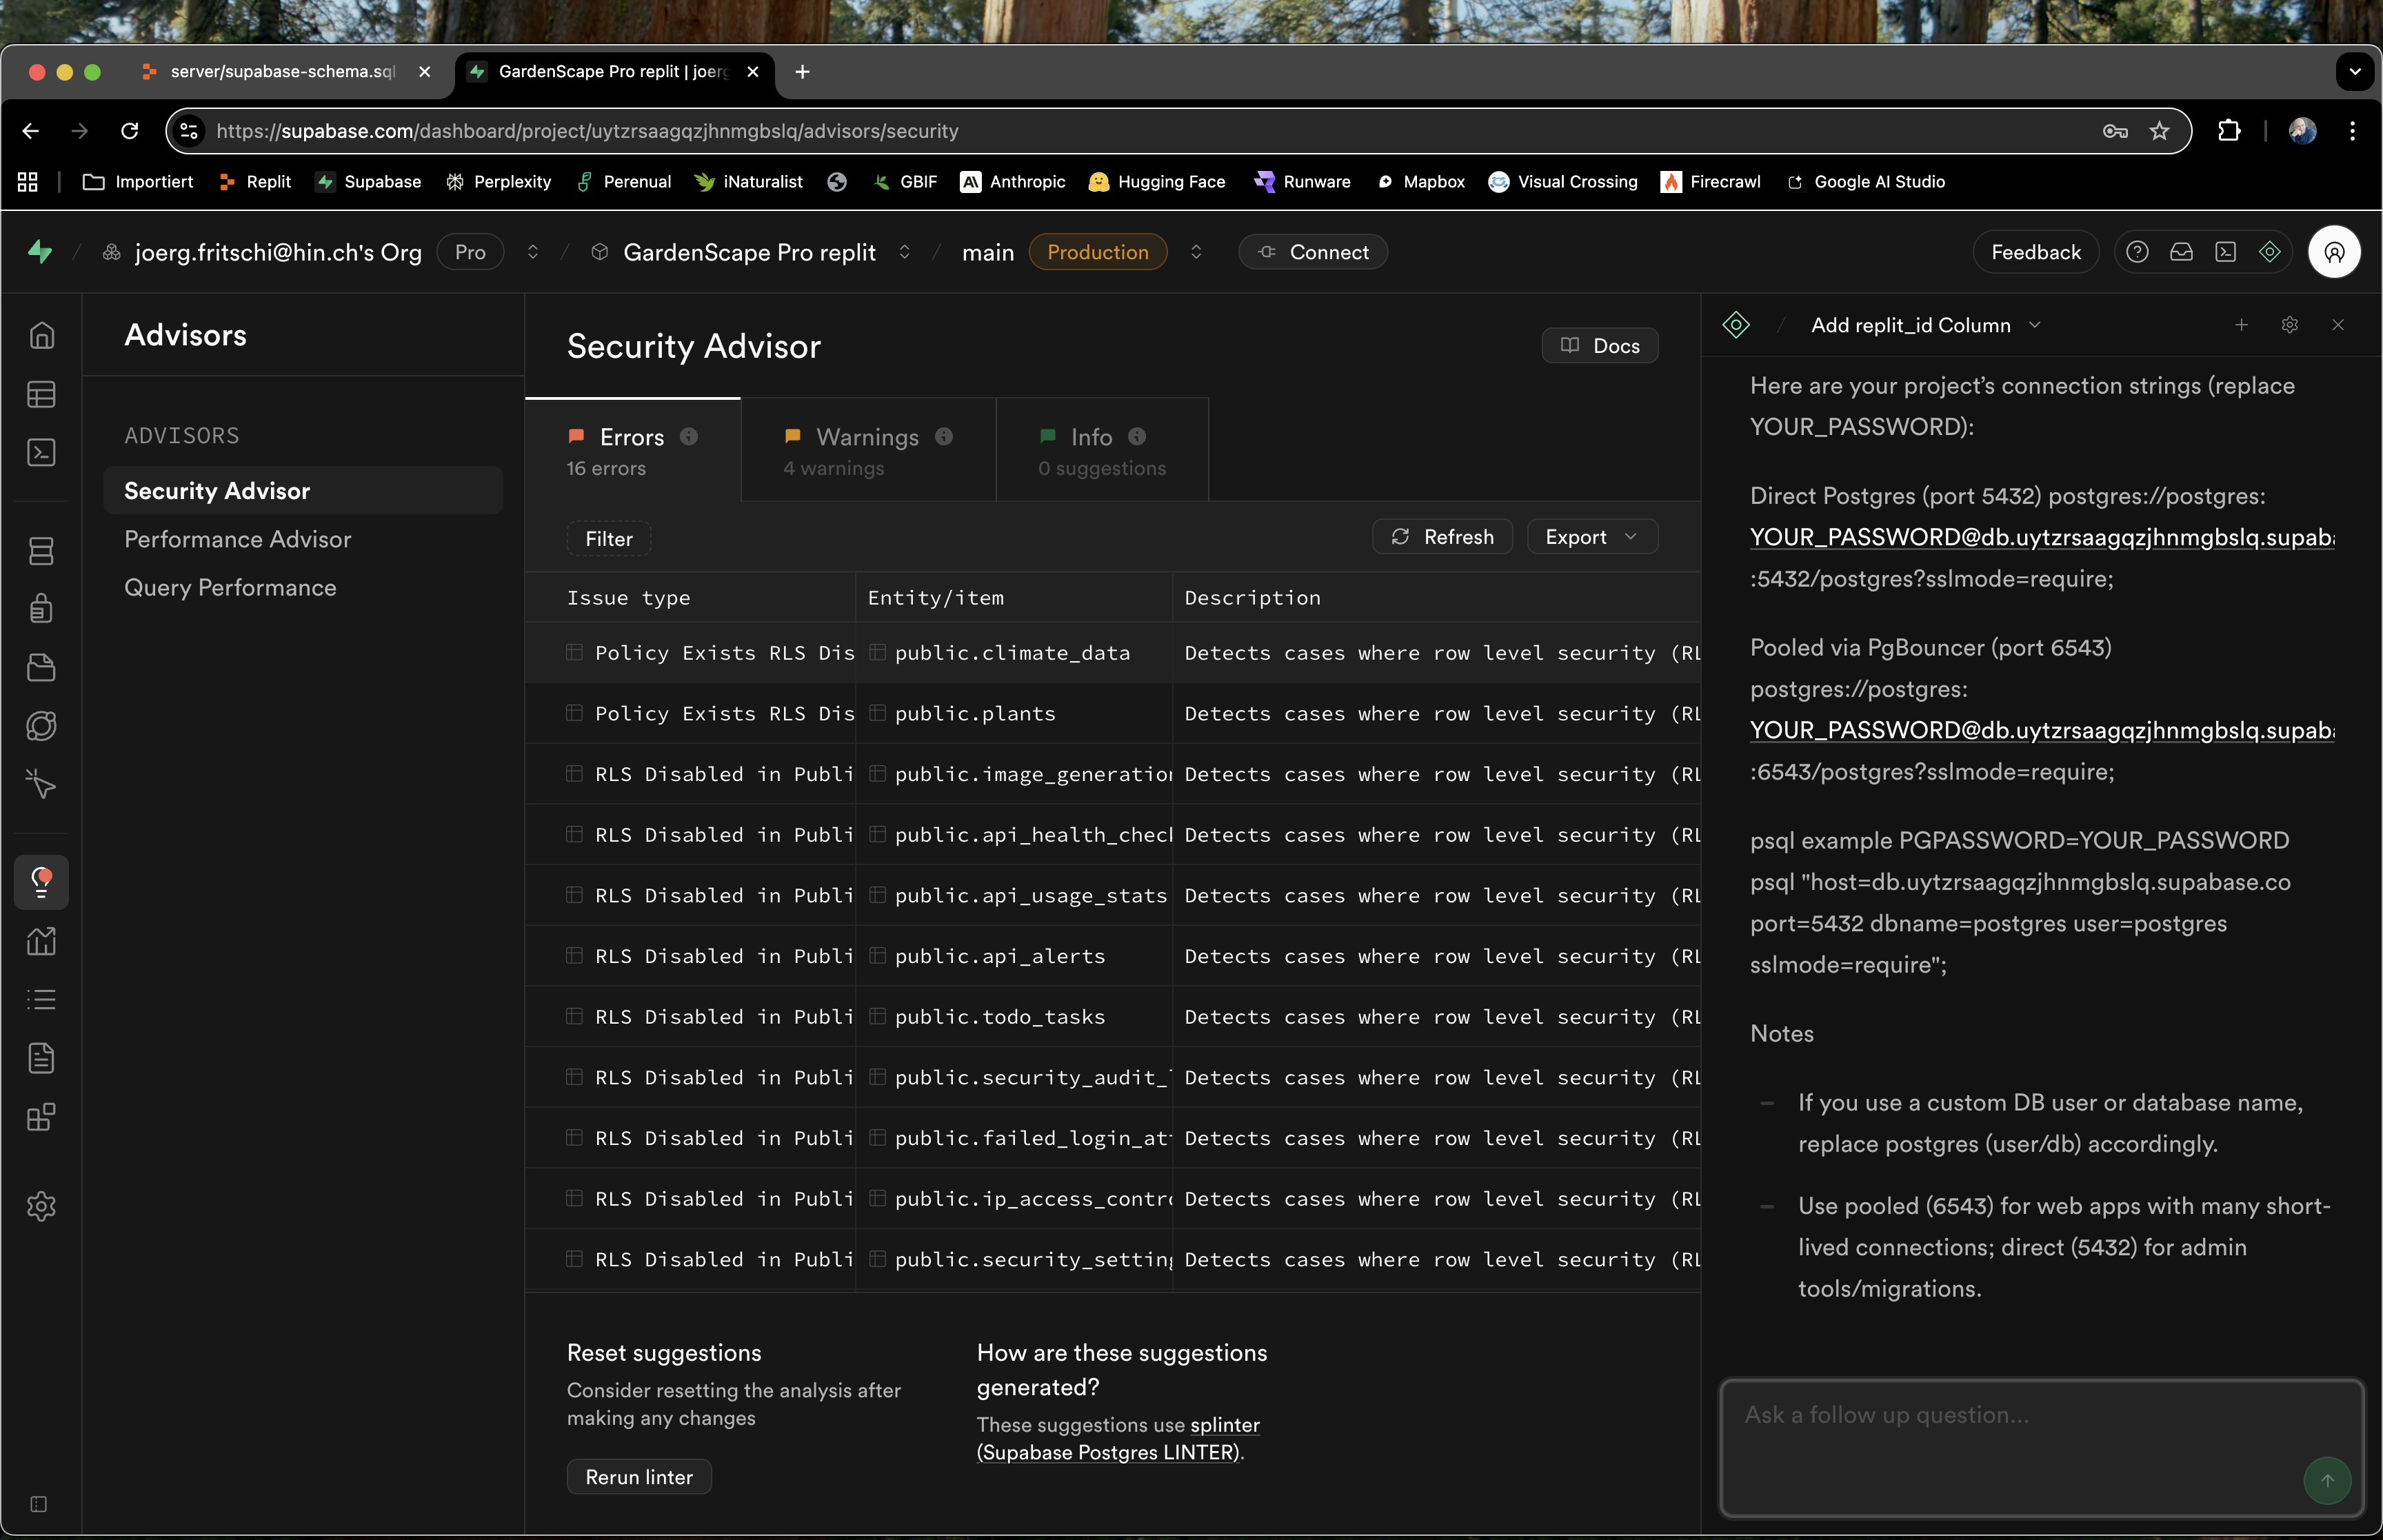 server/supabase-schema.sql
GardenScape Pro replit | joerg
https://supabase.com/dashboard/project/uytzrsaagqzjhnmgbslq/advisors/security
Importiert
Replit
Supabase
Perplexity
Perenual
iNaturalist
GBIF
Anthropic
Hugging Face
Runware
Mapbox
Visual Crossing
Firecrawl
Google AI Studio
joerg.fritschi@hin.ch's Org
Pro
GardenScape Pro replit
main
Production
Connect
Feedback
Advisors
ADVISORS
Security Advisor
Performance Advisor
Query Performance
Security Advisor
Docs
Errors
16 errors
Warnings
4 warnings
Info
0 suggestions
Filter
Refresh
Export
Issue type Entity/item Description
Policy Exists RLS Dis public.climate_data Detects cases where row level security (RL
Policy Exists RLS Dis public.plants Detects cases where row level security (RL
RLS Disabled in Publi public.image_generation Detects cases where row level security (RL
RLS Disabled in Publi public.api_health_check Detects cases where row level security (RL
RLS Disabled in Publi public.api_usage_stats Detects cases where row level security (RL
RLS Disabled in Publi public.api_alerts Detects cases where row level security (RL
RLS Disabled in Publi public.todo_tasks Detects cases where row level security (RL
RLS Disabled in Publi public.security_audit_l Detects cases where row level security (RL
RLS Disabled in Publi public.failed_login_att Detects cases where row level security (RL
RLS Disabled in Publi public.ip_access_contro Detects cases where row level security (RL
RLS Disabled in Publi public.security_setting Detects cases where row level security (RL
Reset suggestions
Consider resetting the analysis after
making any changes
Rerun linter
How are these suggestions
generated?
These suggestions use splinter
(Supabase Postgres LINTER).
Add replit_id Column
Here are your project's connection strings (replace
YOUR_PASSWORD):
Direct Postgres (port 5432) postgres://postgres:
YOUR_PASSWORD@db.uytzrsaagqzjhnmgbslq.supaba
:5432/postgres?sslmode=require;
Pooled via PgBouncer (port 6543)
postgres://postgres:
YOUR_PASSWORD@db.uytzrsaagqzjhnmgbslq.supaba
:6543/postgres?sslmode=require;
psql example PGPASSWORD=YOUR_PASSWORD
psql "host=db.uytzrsaagqzjhnmgbslq.supabase.co
port=5432 dbname=postgres user=postgres
sslmode=require";
Notes
If you use a custom DB user or database name,
replace postgres (user/db) accordingly.
Use pooled (6543) for web apps with many short-
lived connections; direct (5432) for admin
tools/migrations.
Ask a follow up question...